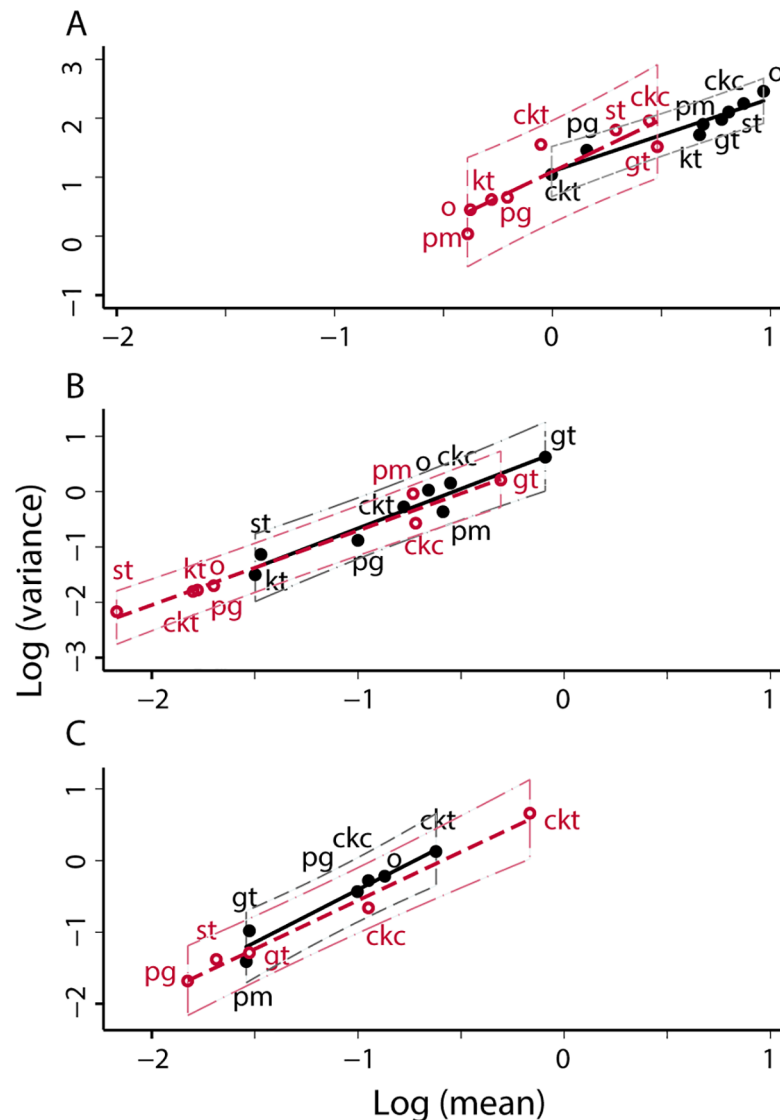 A
3
2
1
0
−1
ckc o
st ckc pm
ckt pg
st
gt gt
kt
kt ckt
o pg
pm
−2 −1 0 1
B
Log (variance)
1
0
−1
−2
−3
gt
pm o ckc
gt
ckt
st pm
ckc
pg
st kt o kt
ckt pg
−2 −1 0
C
1
0
−1
−2
ckc ckt
ckt
pg o
gt
st ckc
pg gt
pm
−2 −1 0 1
Log (mean)